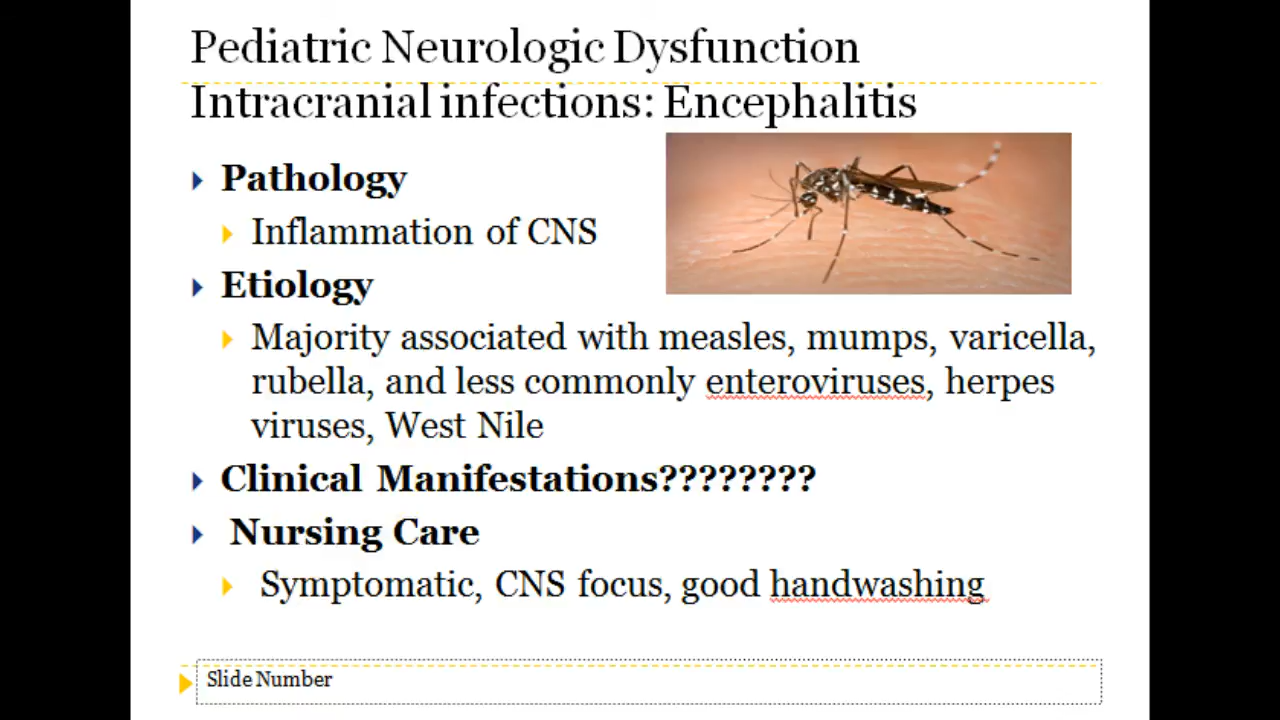 Pediatric Neurologic Dysfunction
Intracranial infections: Encephalitis
Pathology
Inflammation of CNS
Etiology
Majority associated with measles, mumps, varicella,
rubella, and less commonly enteroviruses, herpes
viruses, West Nile
Clinical Manifestations????????
Nursing Care
Symptomatic, CNS focus, good handwashing
Slide Number